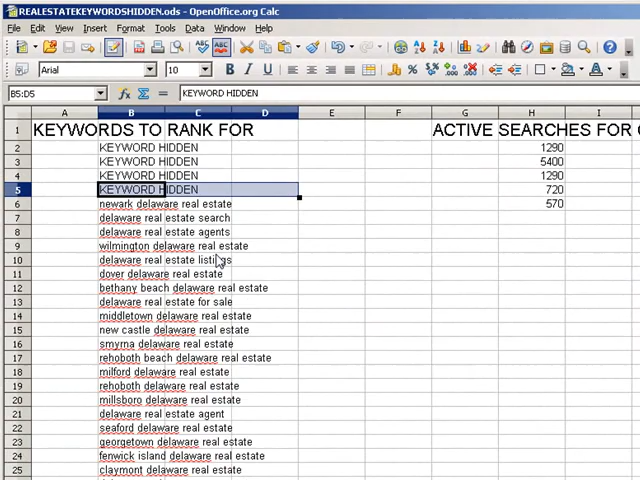 REALESTATEKEYWORDSHIDDEN.ods - OpenOffice.org Calc
File Edit View Insert Format Tools Data Window Help
Arial 10 B I U
B5:D5 KEYWORD HIDDEN
A B C D E F G H I
1 KEYWORDS TO RANK FOR ACTIVE SEARCHES FOR
2 KEYWORD HIDDEN 1290
3 KEYWORD HIDDEN 5400
4 KEYWORD HIDDEN 1290
5 KEYWORD HIDDEN 720
6 newark delaware real estate 570
7 delaware real estate search
8 delaware real estate agents
9 wilmington delaware real estate
10 delaware real estate listings
11 dover delaware real estate
12 bethany beach delaware real estate
13 delaware real estate for sale
14 middletown delaware real estate
15 new castle delaware real estate
16 smyrna delaware real estate
17 rehoboth beach delaware real estate
18 milford delaware real estate
19 rehoboth delaware real estate
20 millsboro delaware real estate
21 delaware real estate agent
22 seaford delaware real estate
23 georgetown delaware real estate
24 fenwick island delaware real estate
25 claymont delaware real estate